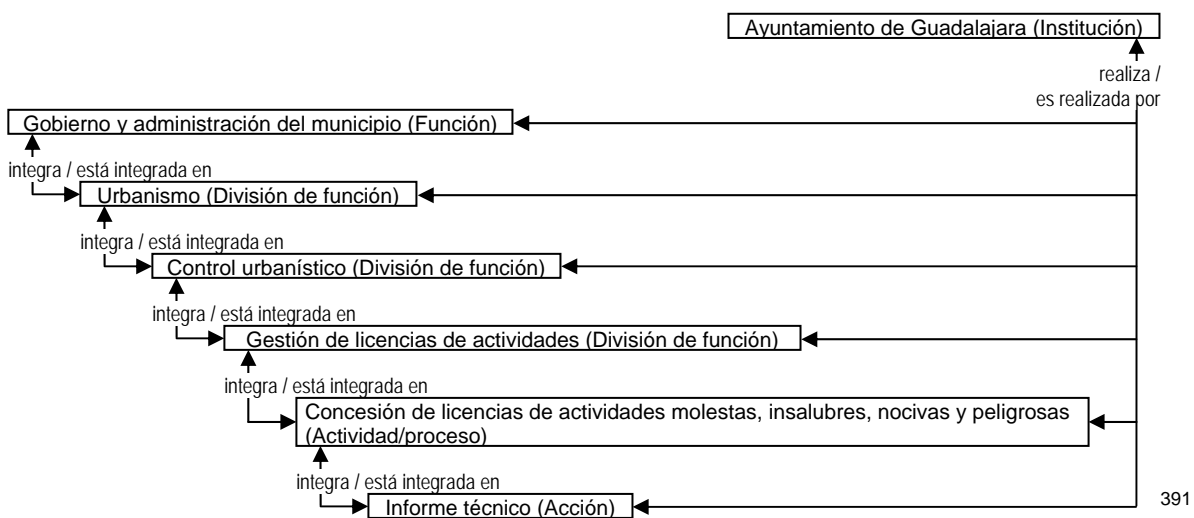 Ayuntamiento de Guadalajara (Institución)
realiza /
es realizada por
Gobierno y administración del municipio (Función)
integra / está integrada en
Urbanismo (División de función)
integra / está integrada en
Control urbanístico (División de función)
integra / está integrada en
Gestión de licencias de actividades (División de función)
integra / está integrada en
Concesión de licencias de actividades molestas, insalubres, nocivas y peligrosas
(Actividad/proceso)
integra / está integrada en
Informe técnico (Acción)
391